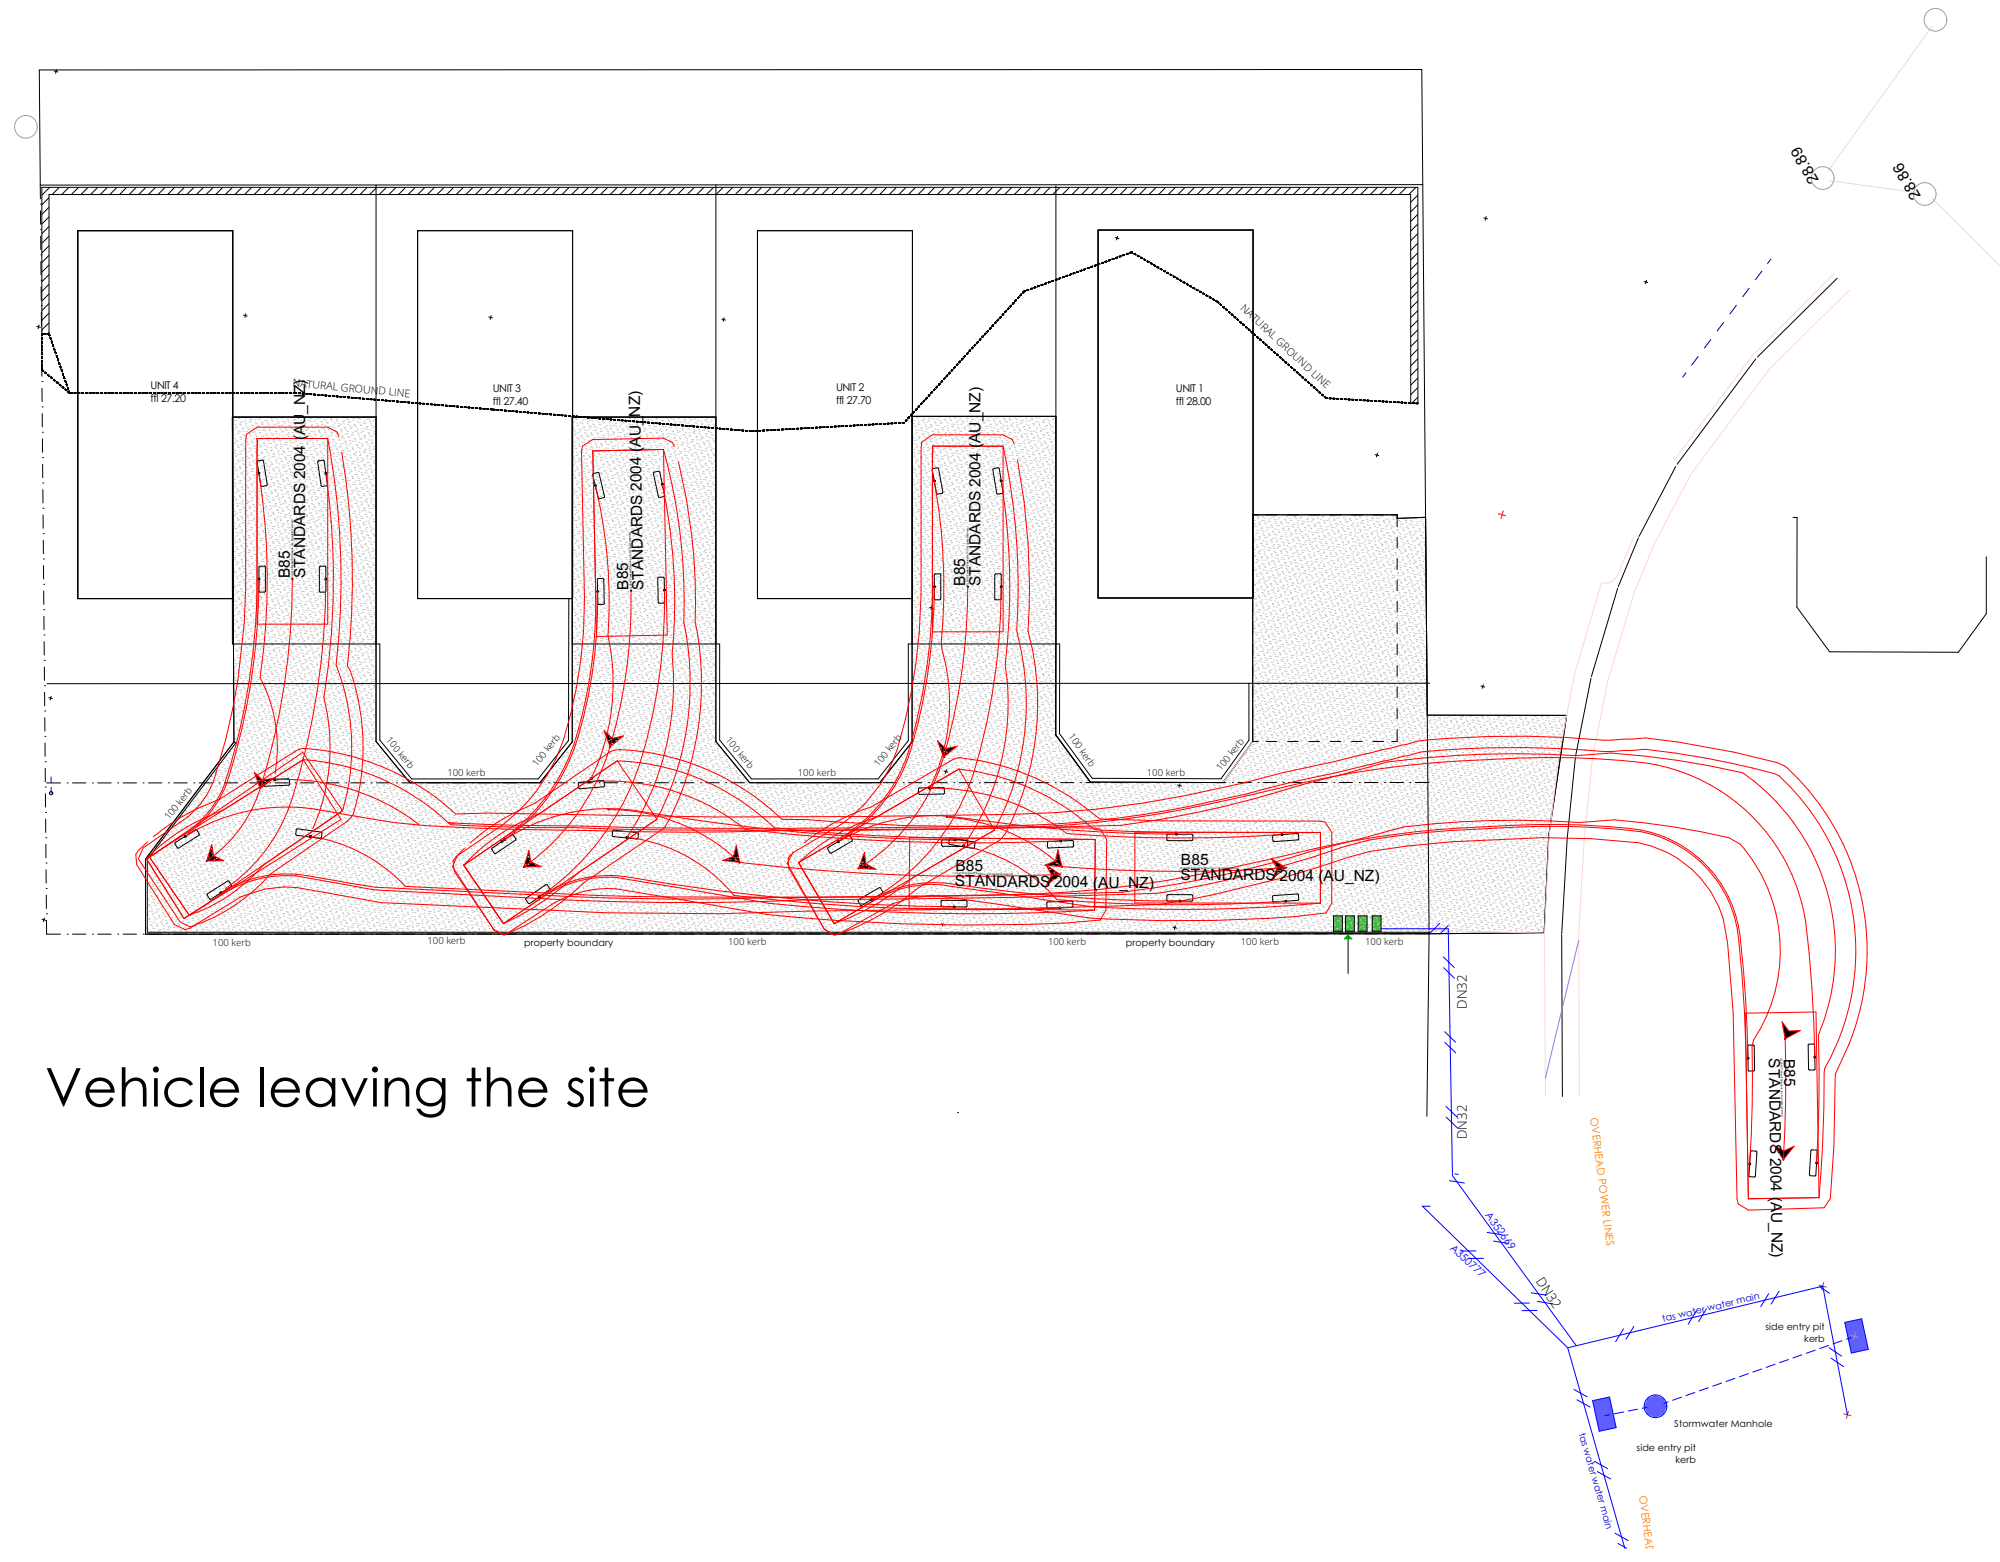 28.89
28.86
NATURAL GROUND LINE
UNIT 4
ffl 27.20
NATURAL GROUND LINE
UNIT 3
ffl 27.40
UNIT 2
ffl 27.70
UNIT 1
ffl 28.00
B85
STANDARDS 2004 (AU_NZ)
B85
STANDARDS 2004 (AU_NZ)
B85
STANDARDS 2004 (AU_NZ)
100 kerb
100 kerb
100 kerb
100 kerb
100 kerb
100 kerb
100 kerb
100 kerb
100 kerb
100 kerb
B85
STANDARDS 2004 (AU_NZ)
B85
STANDARDS 2004 (AU_NZ)
100 kerb
100 kerb
property boundary
100 kerb
100 kerb
property boundary
100 kerb
100 kerb
DN32
Vehicle leaving the site
DN32
B85
STANDARDS 2004 (AU_NZ)
OVERHEAD POWER LINES
A352669
A350777
DN32
tas water water main
side entry pit
kerb
Stormwater Manhole
side entry pit
kerb
tas water water main
OVERHEAD